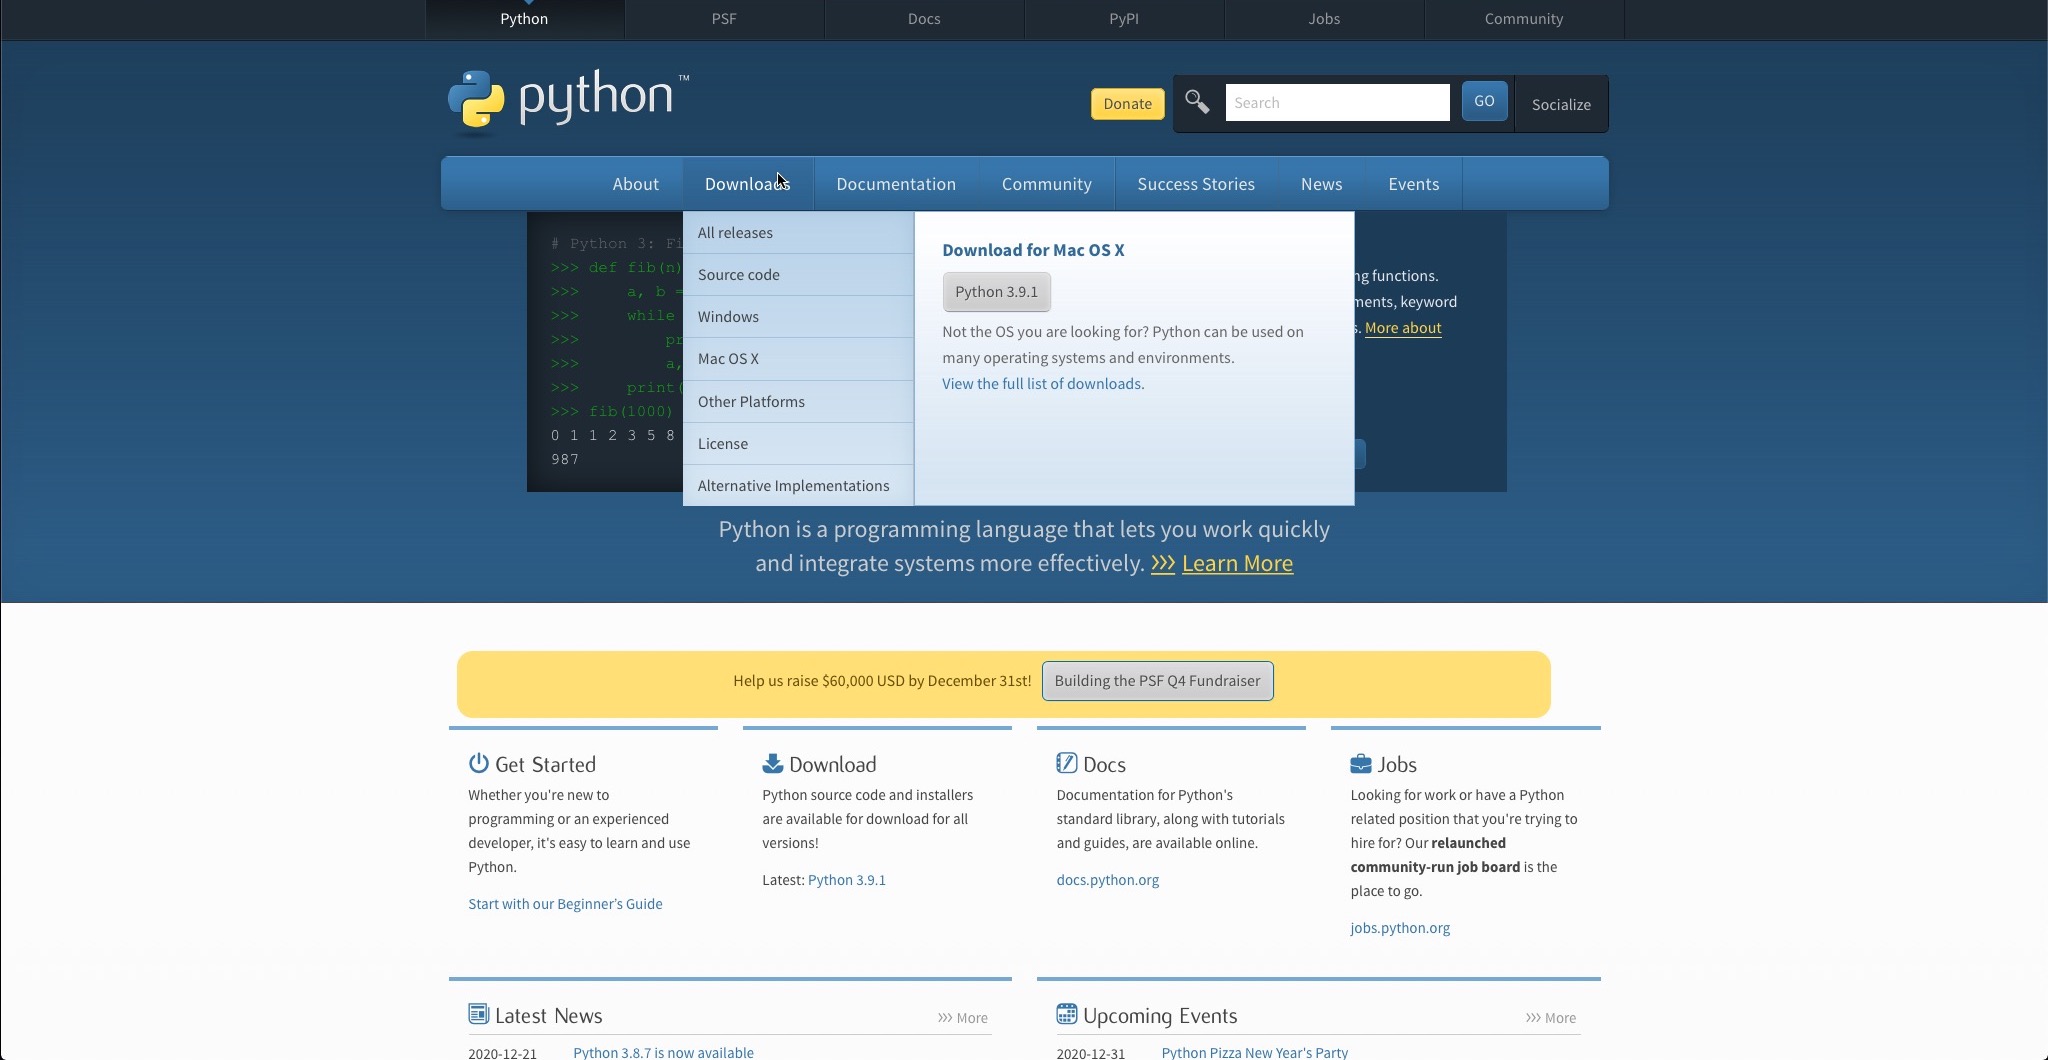 Python
PSF
Docs
PyPI
Jobs
Community
python™
Donate
Search
GO
Socialize
About
Downloads
Documentation
Community
Success Stories
News
Events
# Python 3: Fi
>>> def fib(n)
>>> a, b =
>>> while
>>> pr
>>> a,
>>> print(
>>> fib(1000)
0 1 1 2 3 5 8
987
All releases
Source code
Windows
Mac OS X
Other Platforms
License
Alternative Implementations
Download for Mac OS X
Python 3.9.1
Not the OS you are looking for? Python can be used on
many operating systems and environments.
View the full list of downloads.
ng functions.
ments, keyword
s. More about
Python is a programming language that lets you work quickly
and integrate systems more effectively. >>> Learn More
Help us raise $60,000 USD by December 31st!
Building the PSF Q4 Fundraiser
Get Started
Whether you're new to
programming or an experienced
developer, it's easy to learn and use
Python.
Start with our Beginner's Guide
Download
Python source code and installers
are available for download for all
versions!
Latest: Python 3.9.1
Docs
Documentation for Python's
standard library, along with tutorials
and guides, are available online.
docs.python.org
Jobs
Looking for work or have a Python
related position that you're trying to
hire for? Our relaunched
community-run job board is the
place to go.
jobs.python.org
Latest News
>>> More
2020-12-21 Python 3.8.7 is now available
Upcoming Events
>>> More
2020-12-31 Python Pizza New Year's Party